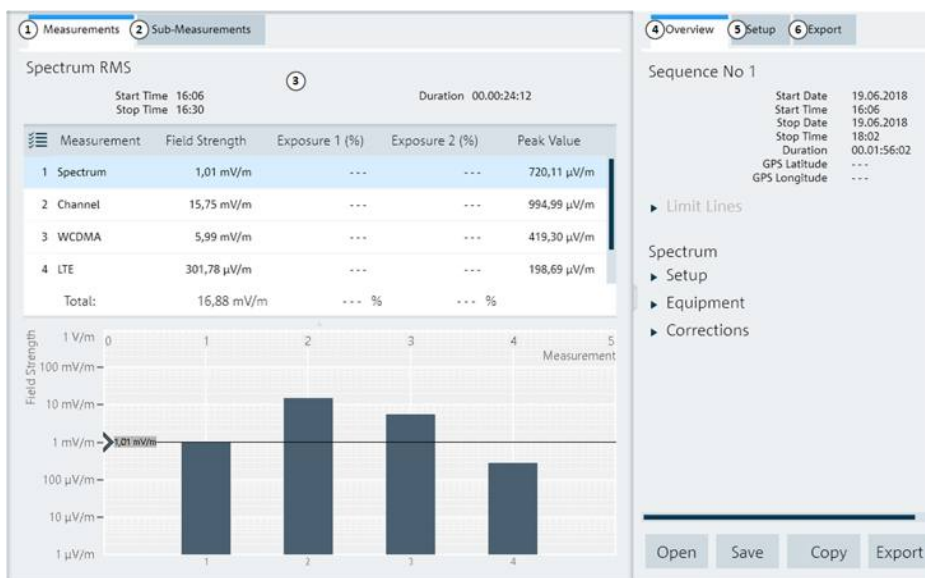 1 Measurements 2 Sub-Measurements
Spectrum RMS
3
Start Time 16:06
Stop Time 16:30
Duration 00.00:24:12
Measurement Field Strength Exposure 1 (%) Exposure 2 (%) Peak Value
1 Spectrum 1,01 mV/m --- --- 720,11 µV/m
2 Channel 15,75 mV/m --- --- 994,99 µV/m
3 WCDMA 5,99 mV/m --- --- 419,30 µV/m
4 LTE 301,78 µV/m --- --- 198,69 µV/m
Total: 16,88 mV/m --- % --- %
Field Strength
1 V/m
100 mV/m
10 mV/m
1 mV/m
100 µV/m
10 µV/m
1 µV/m
0 1 2 3 4 5
Measurement
1,01 mV/m
1 2 3 4
4 Overview 5 Setup 6 Export
Sequence No 1
Start Date 19.06.2018
Start Time 16:06
Stop Date 19.06.2018
Stop Time 18:02
Duration 00.01:56:02
GPS Latitude ---
GPS Longitude ---
Limit Lines
Spectrum
Setup
Equipment
Corrections
Open Save Copy Export